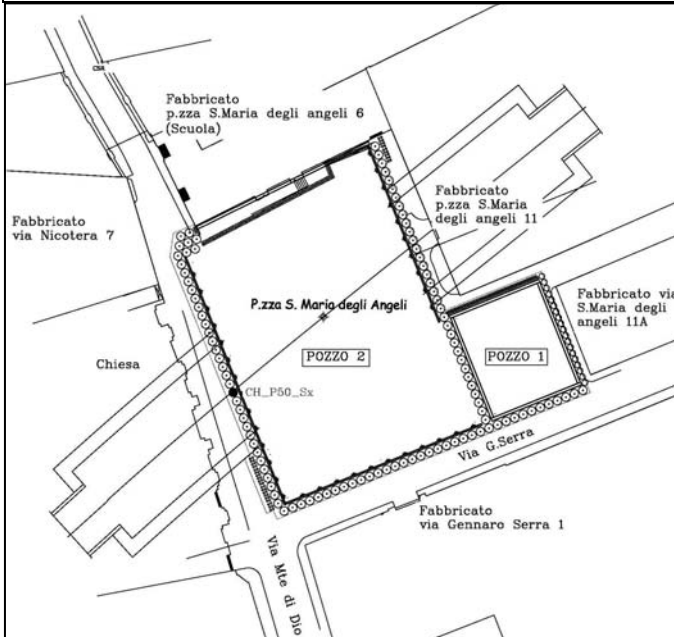 CSA
Fabbricato
p.zza S.Maria degli angeli 6
(Scuola)
Fabbricato
via Nicotera 7
Fabbricato
p.zza S.Maria
degli angeli 11
Fabbricato via
S.Maria degli
angeli 11A
P.zza S. Maria degli Angeli
POZZO 2
POZZO 1
Chiesa
CH_P50_Sx
Via G.Serra
Fabbricato
via Gennaro Serra 1
Via Mte di Dio